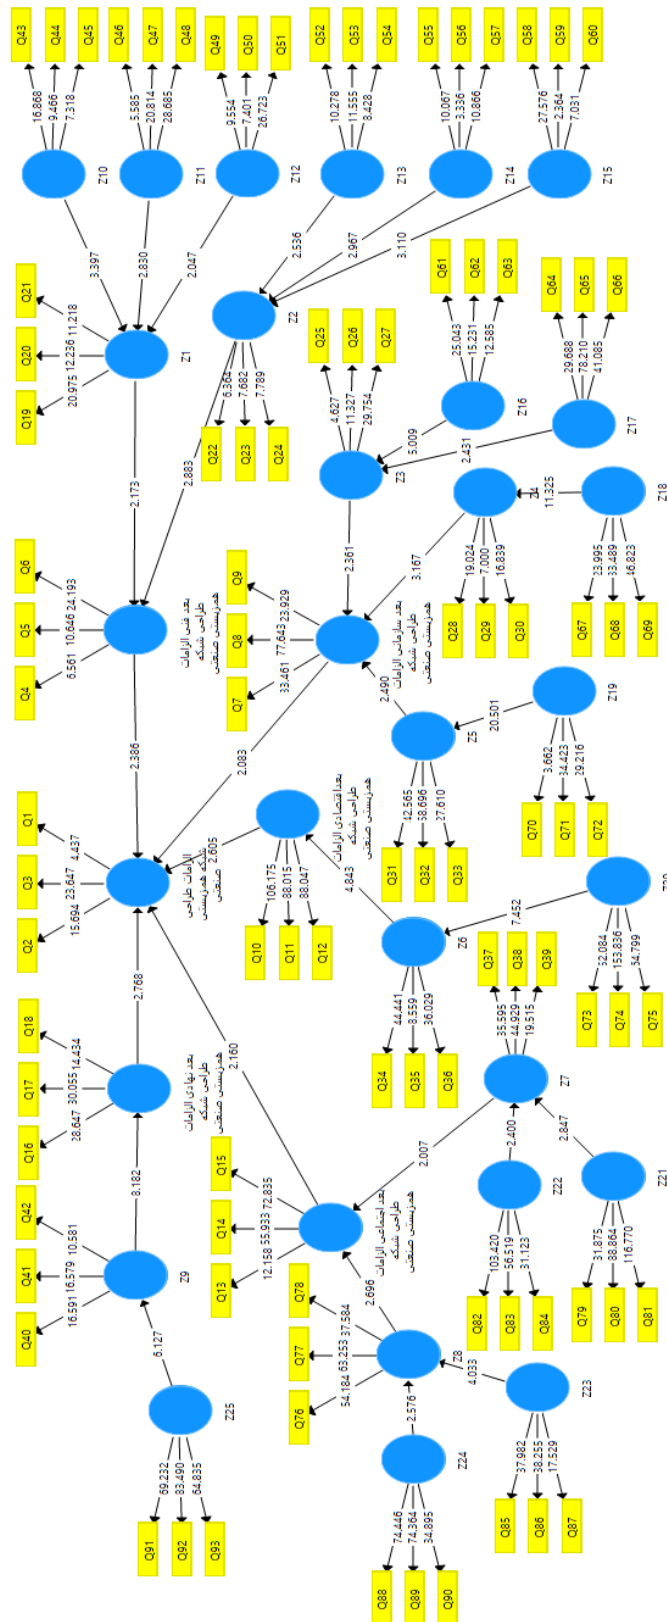 Q43
Q44
Q45
16.868
9.466
7.318
Z10
Q46
Q47
Q48
5.585
20.814
28.685
Z11
Q49
Q50
Q51
9.554
7.401
26.723
Z12
Q52
Q53
Q54
10.278
11.555
8.428
Z13
Q55
Q56
Q57
10.067
3.336
10.866
Z14
Q58
Q59
Q60
27.576
2.364
7.031
Z15
3.397
2.830
2.047
2.536
2.967
3.110
Q19
Q20
Q21
20.975
12.236
11.218
Z1
Q22
Q23
Q24
6.364
7.682
7.789
Z2
Q25
Q26
Q27
4.627
11.327
29.754
Z3
Q61
Q62
Q63
25.043
15.231
12.585
Z16
Q64
Q65
Q66
29.688
78.210
41.085
Z17
5.009
2.431
2.173
2.883
2.361
Q4
Q5
Q6
6.561
10.646
24.193
بعد فنی الزامات
طراحی شبکه
همزیستی صنعتی
Q7
Q8
Q9
33.461
77.643
23.929
بعد سازمانی الزامات
طراحی شبکه
همزیستی صنعتی
Q28
Q29
Q30
19.024
7.000
16.839
Z4
3.167
11.325
Q67
Q68
Q69
23.995
33.489
46.823
Z18
2.490
Q31
Q32
Q33
42.565
58.696
27.610
Z5
20.501
Q70
Q71
Q72
3.662
34.423
29.216
Z19
2.386
2.083
2.605
Q2
Q3
Q1
15.694
23.647
4.437
الزامات طراحی
شبکه همزیستی
صنعتی
Q10
Q11
Q12
106.175
88.015
88.047
بعد اقتصادی الزامات
طراحی شبکه
همزیستی صنعتی
4.843
Q34
Q35
Q36
44.441
8.559
36.029
Z6
7.452
Q73
Q74
Q75
52.084
153.836
54.799
Z20
2.768
2.160
Q16
Q17
Q18
28.647
30.055
14.434
بعد نهادی الزامات
طراحی شبکه
همزیستی صنعتی
Q13
Q14
Q15
12.158
55.933
72.835
بعد اجتماعی الزامات
طراحی شبکه
همزیستی صنعتی
2.007
Q37
Q38
Q39
35.595
44.929
19.515
Z7
2.400
2.847
Q82
Q83
Q84
103.420
56.519
31.123
Z22
Q79
Q80
Q81
31.875
88.864
116.770
Z21
8.182
Q40
Q41
Q42
16.591
16.579
10.581
Z9
6.127
Q91
Q92
Q93
69.232
83.490
64.835
Z25
2.696
Q76
Q77
Q78
54.184
63.253
37.584
Z8
2.576
4.033
Q88
Q89
Q90
74.446
74.364
34.895
Z24
Q85
Q86
Q87
37.982
38.255
17.529
Z23